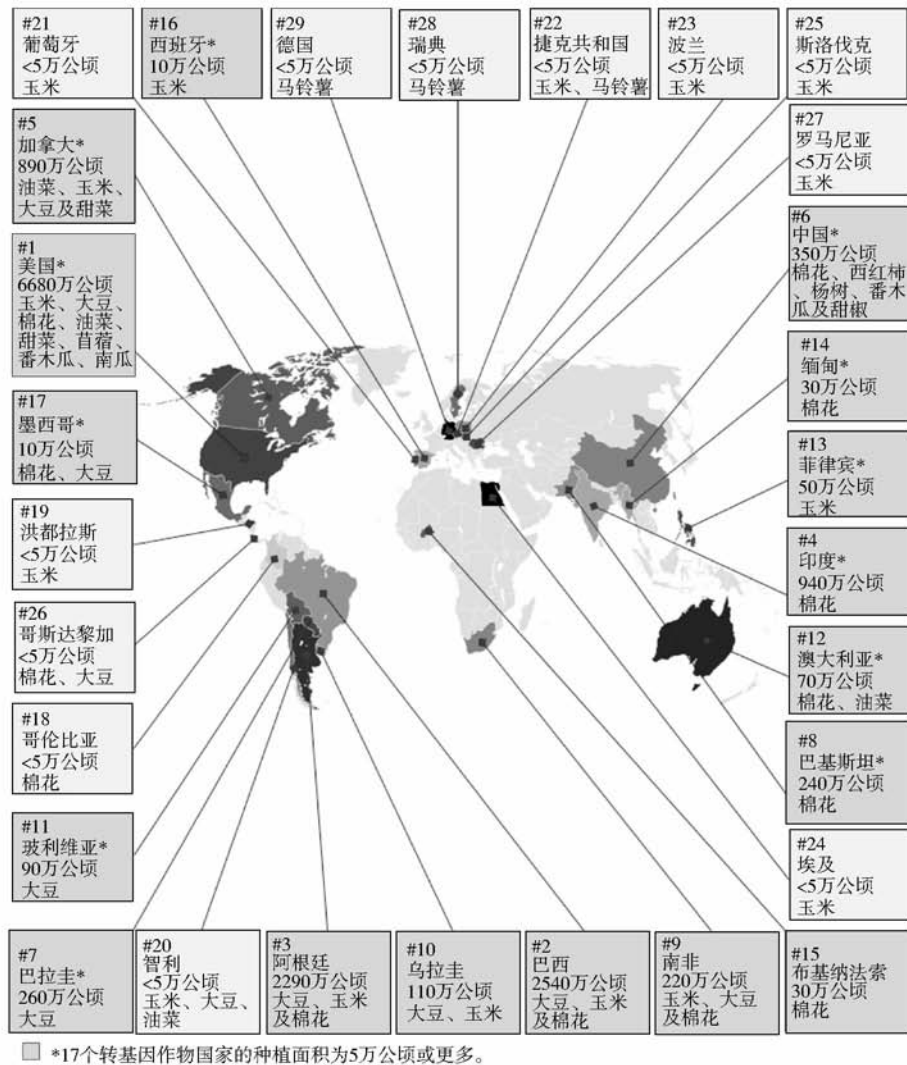 #21
葡萄牙
<5万公顷
玉米
#16
西班牙*
10万公顷
玉米
#29
德国
<5万公顷
马铃薯
#28
瑞典
<5万公顷
马铃薯
#22
捷克共和国
<5万公顷
玉米、马铃薯
#23
波兰
<5万公顷
玉米
#25
斯洛伐克
<5万公顷
玉米
#27
罗马尼亚
<5万公顷
玉米
#5
加拿大*
890万公顷
油菜、玉米、
大豆及甜菜
#6
中国*
350万公顷
棉花、西红柿
、杨树、番木
瓜及甜椒
#1
美国*
6680万公顷
玉米、大豆、
棉花、油菜、
甜菜、苜蓿、
番木瓜、南瓜
#14
缅甸*
30万公顷
棉花
#17
墨西哥*
10万公顷
棉花、大豆
#13
菲律宾*
50万公顷
玉米
#19
洪都拉斯
<5万公顷
玉米
#4
印度*
940万公顷
棉花
#26
哥斯达黎加
<5万公顷
棉花、大豆
#12
澳大利亚*
70万公顷
棉花、油菜
#18
哥伦比亚
<5万公顷
棉花
#8
巴基斯坦*
240万公顷
棉花
#11
玻利维亚*
90万公顷
大豆
#24
埃及
<5万公顷
玉米
#7
巴拉圭*
260万公顷
大豆
#20
智利
<5万公顷
玉米、大豆、
油菜
#3
阿根廷
2290万公顷
大豆、玉米
及棉花
#10
乌拉圭
110万公顷
大豆、玉米
#2
巴西
2540万公顷
大豆、玉米
及棉花
#9
南非
220万公顷
玉米、大豆
及棉花
#15
布基纳法索
30万公顷
棉花
*17个转基因作物国家的种植面积为5万公顷或更多。